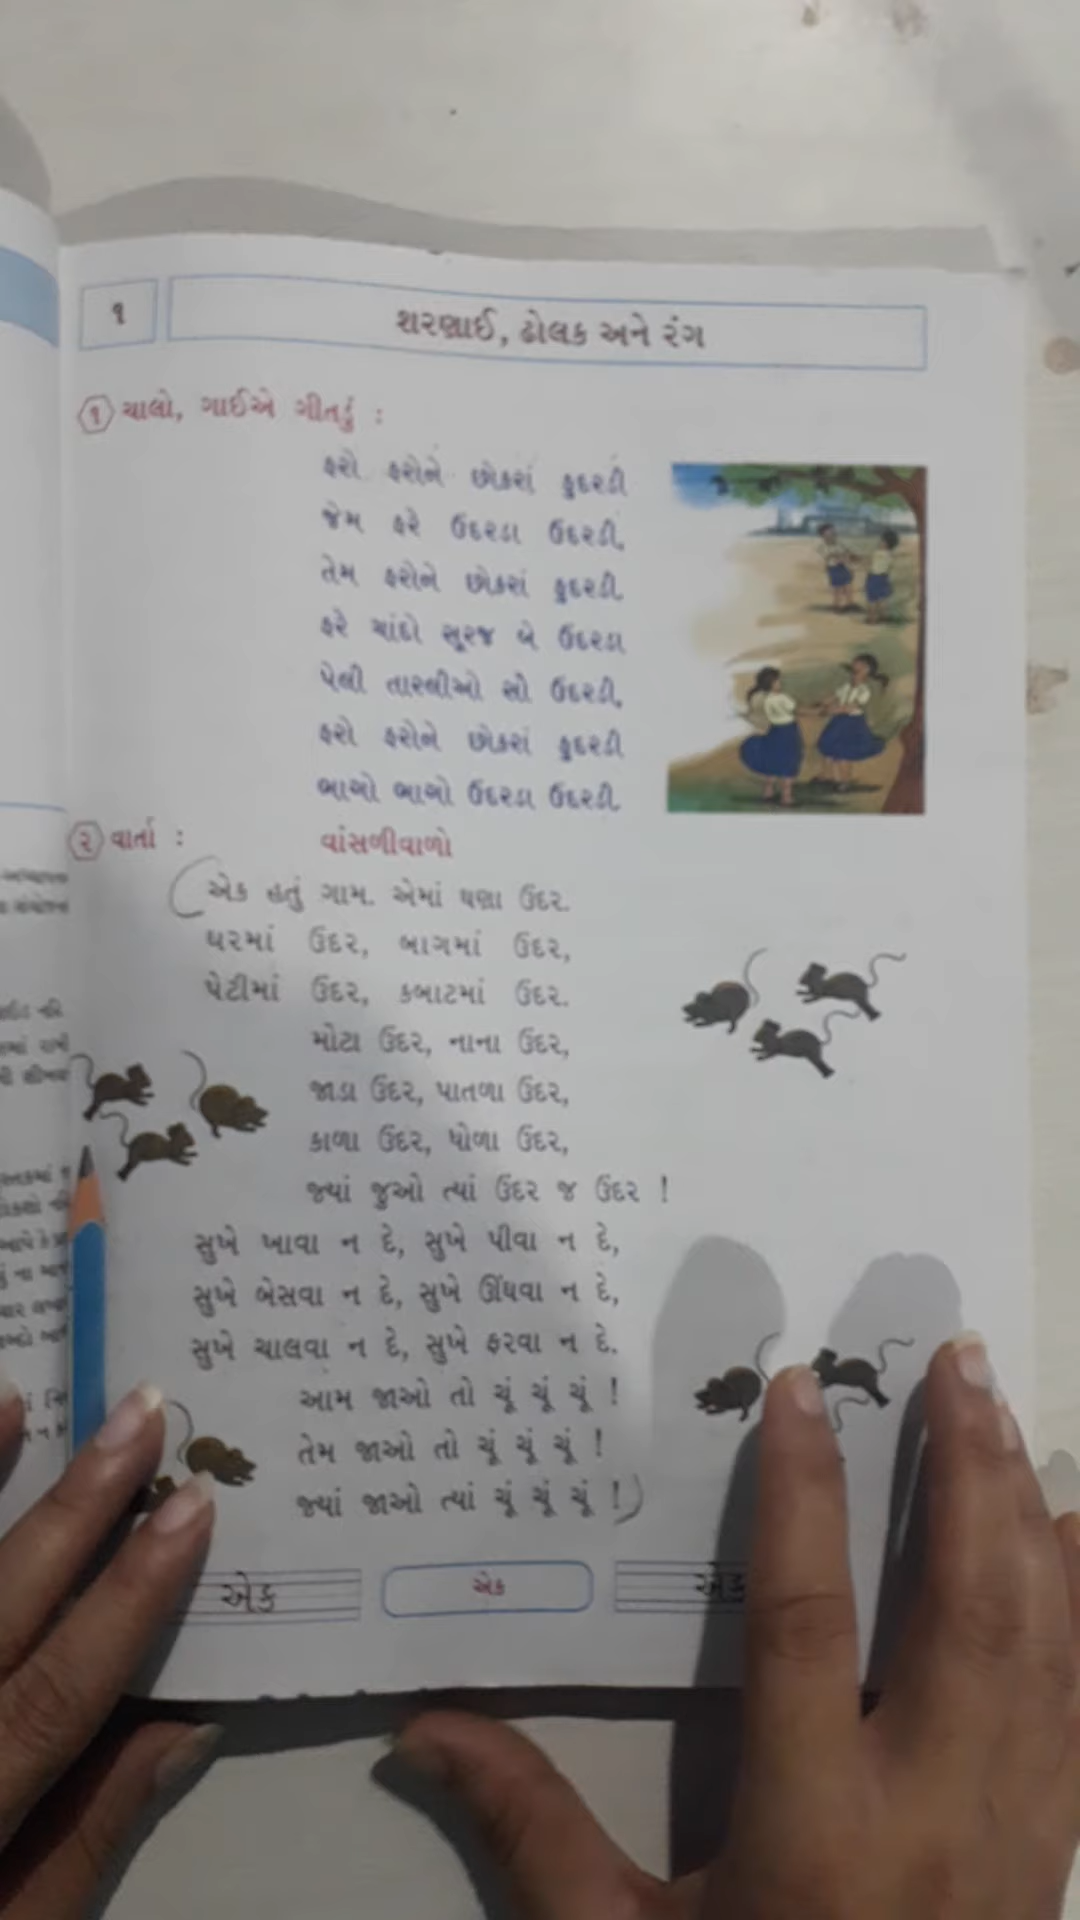 ૧
શરણાઈ, ઢોલક અને રંગ
૧ ચાલો, ગાઈએ ગીતડું :
ફરો ફરોને છોકરાં ફુદરડી
જેમ ફરે ઉંદરડા ઉંદરડી,
તેમ ફરોને છોકરાં ફુદરડી.
ફરે ચાંદો સૂરજ બે ઉંદરડા
પેલી તારલીઓ સો ઉંદરડી,
ફરો ફરોને છોકરાં ફુદરડી
ભાગો ભાગો ઉંદરડા ઉંદરડી.
૨ વાર્તા : વાંસળીવાળો
એક હતું ગામ. એમાં ઘણા ઉંદર.
ઘરમાં ઉંદર, બાગમાં ઉંદર,
પેટીમાં ઉંદર, કબાટમાં ઉંદર.
મોટા ઉંદર, નાના ઉંદર,
જાડા ઉંદર, પાતળા ઉંદર,
કાળા ઉંદર, ધોળા ઉંદર,
જ્યાં જુઓ ત્યાં ઉંદર જ ઉંદર !
સુખે ખાવા ન દે, સુખે પીવા ન દે,
સુખે બેસવા ન દે, સુખે ઊંઘવા ન દે,
સુખે ચાલવા ન દે, સુખે ફરવા ન દે.
આમ જાઓ તો ચૂં ચૂં ચૂં !
તેમ જાઓ તો ચૂં ચૂં ચૂં !
જ્યાં જાઓ ત્યાં ચૂં ચૂં ચૂં !
એક એક એક